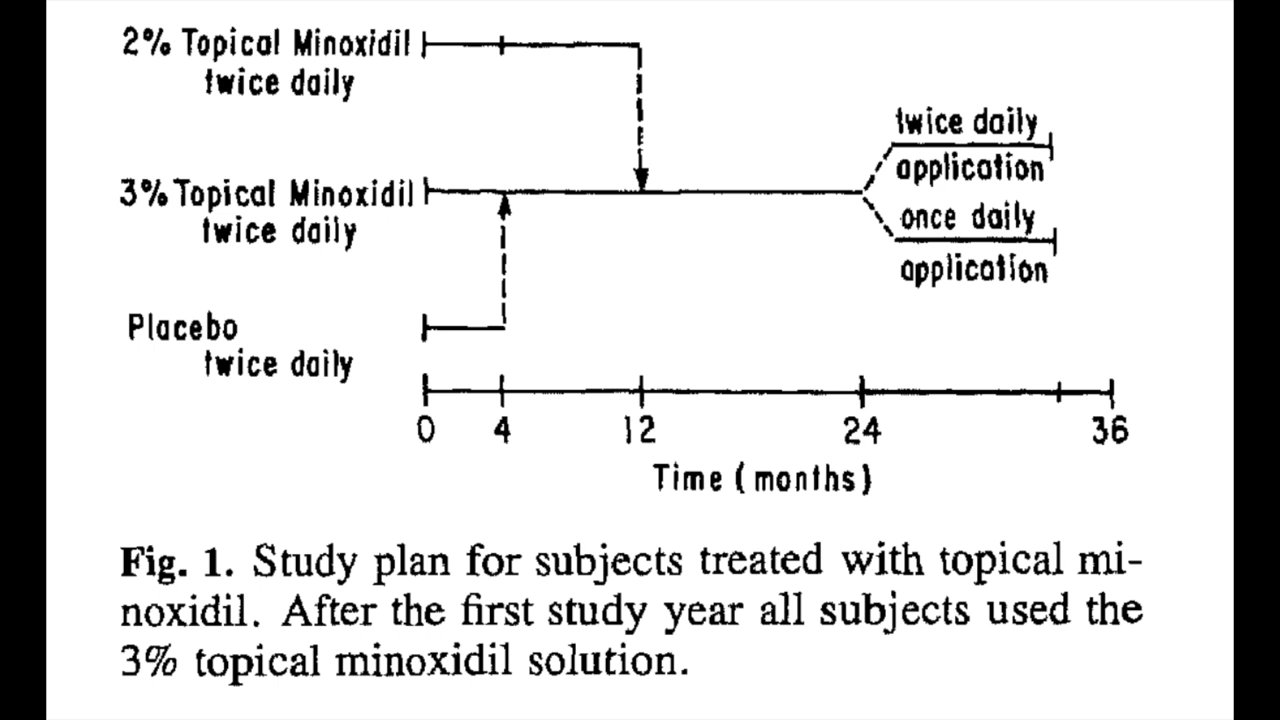 2% Topical Minoxidil
twice daily
twice daily
application
3% Topical Minoxidil
twice daily
once daily
application
Placebo
twice daily
0 4 12 24 36
Time (months)
Fig. 1. Study plan for subjects treated with topical mi-
noxidil. After the first study year all subjects used the
3% topical minoxidil solution.